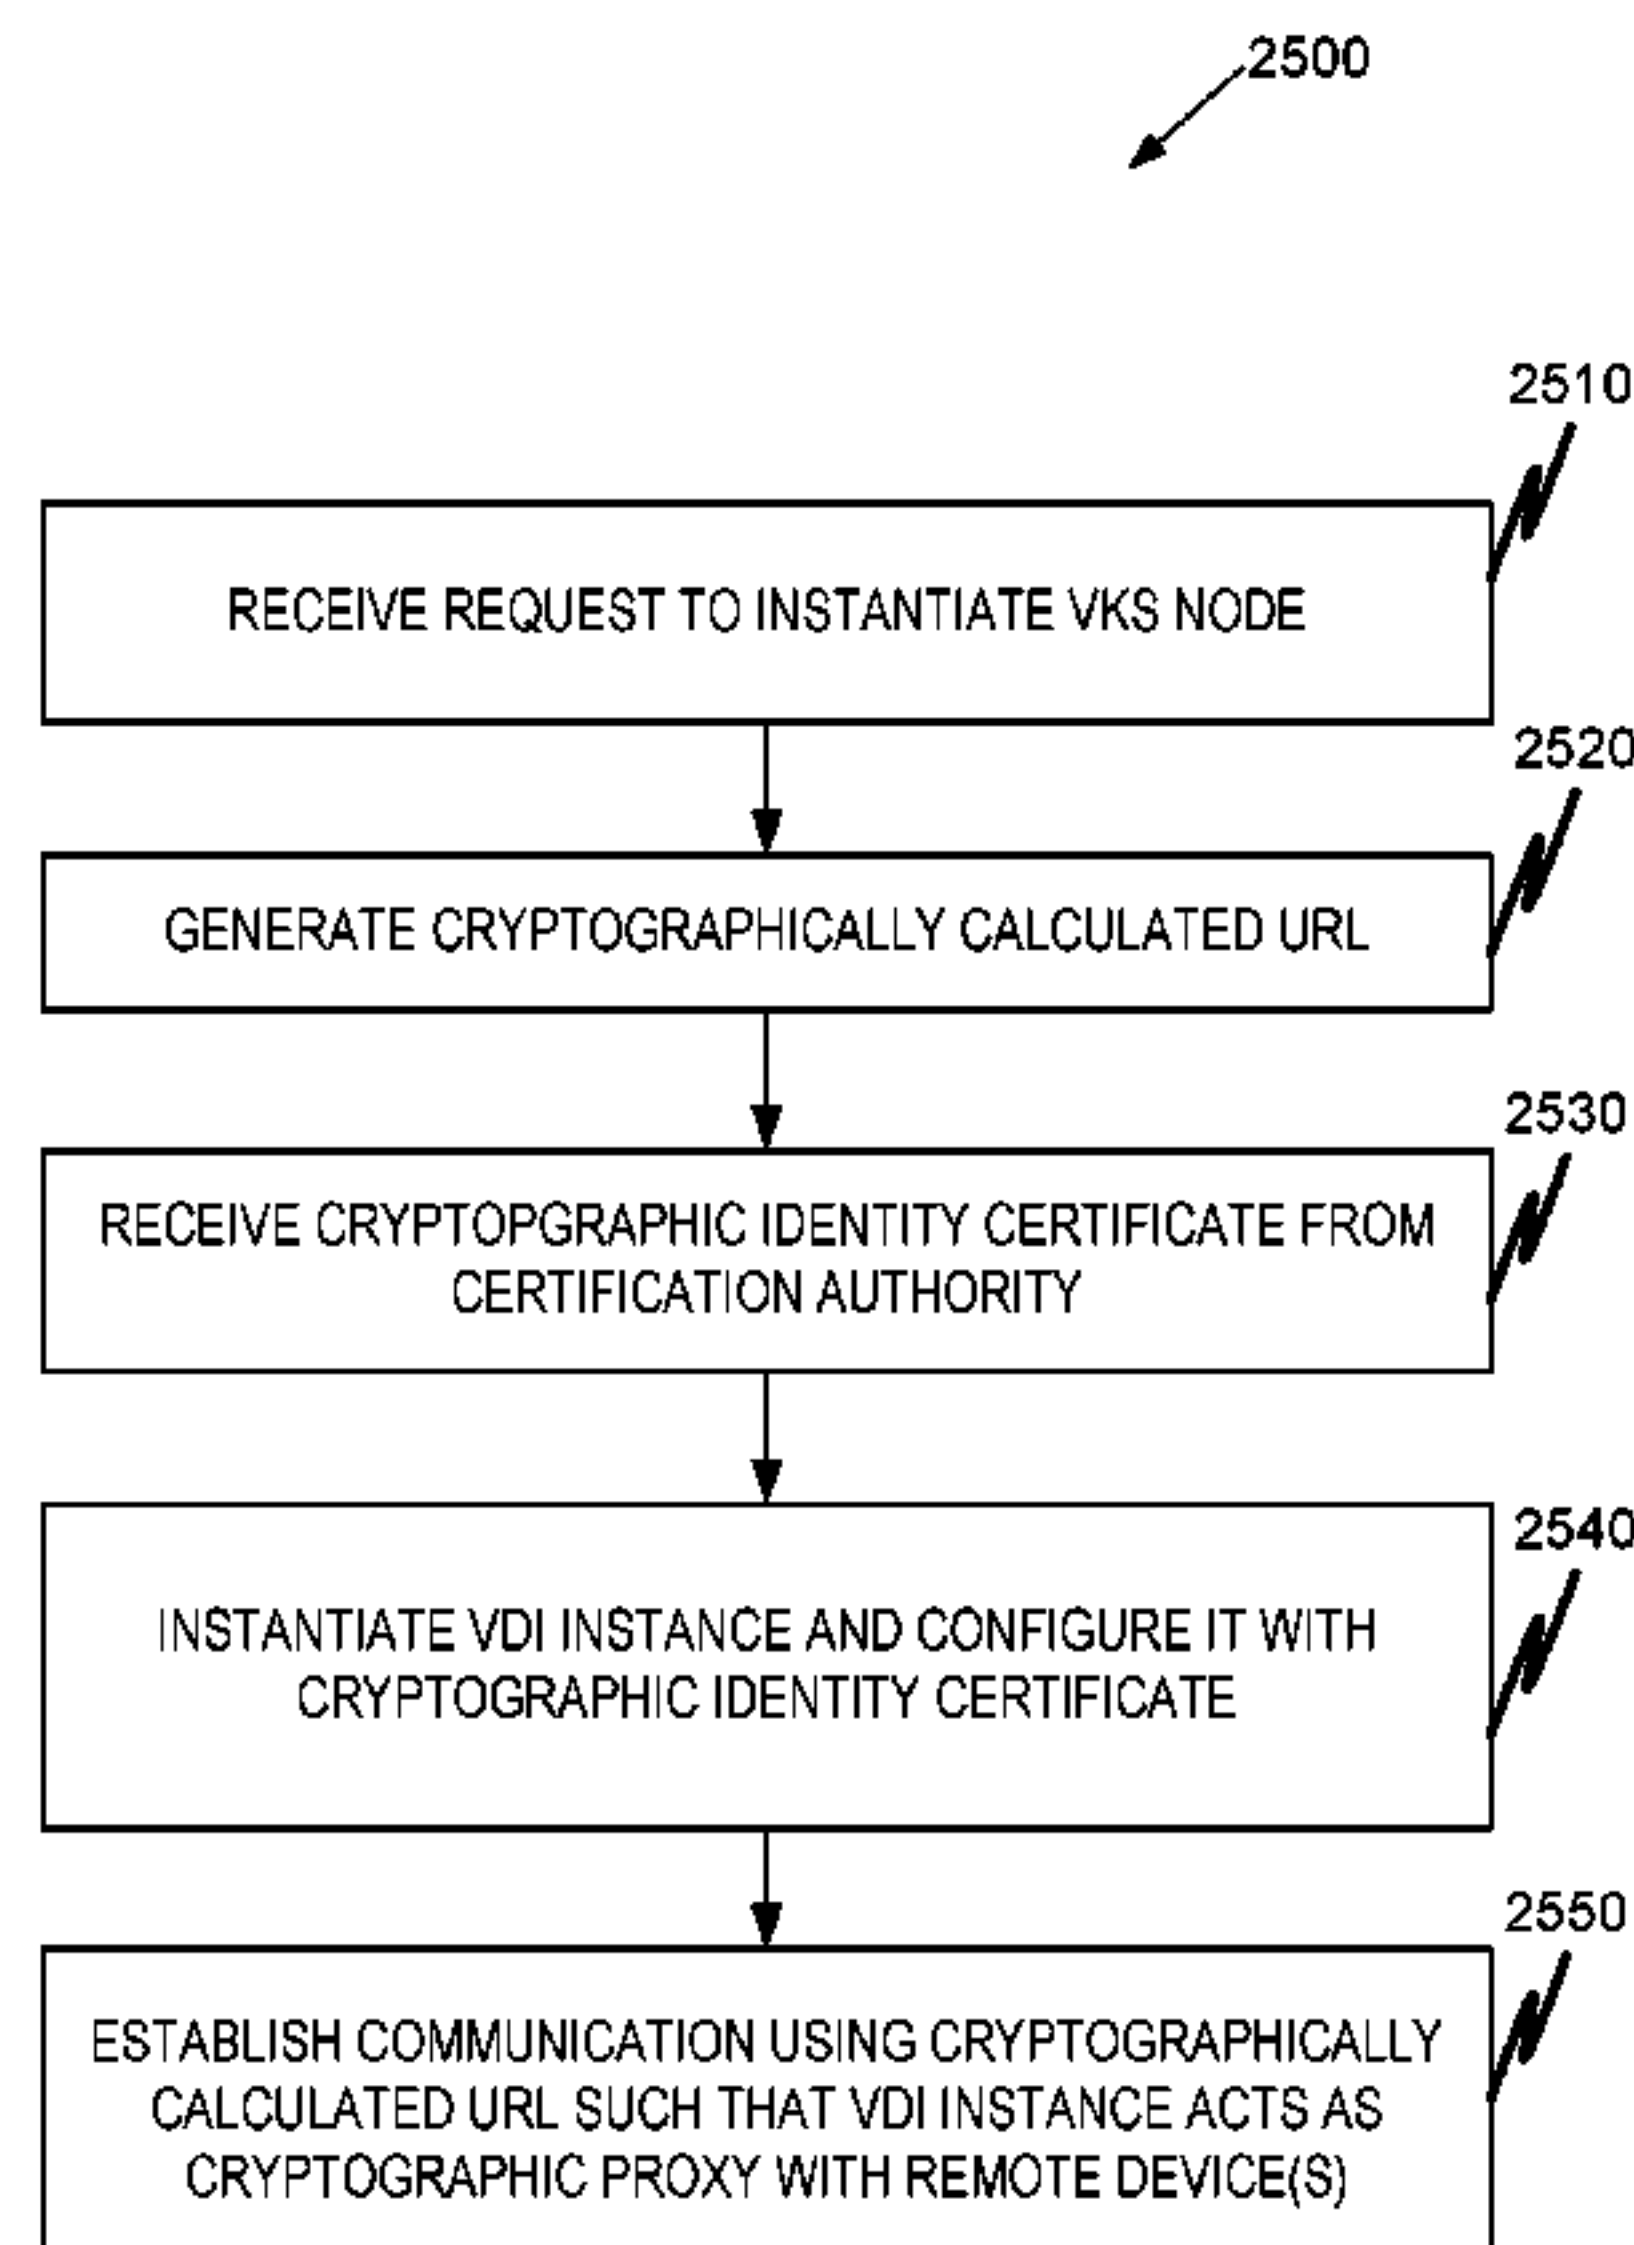 2500
2510
RECEIVE REQUEST TO INSTANTIATE VKS NODE
2520
GENERATE CRYPTOGRAPHICALLY CALCULATED URL
2530
RECEIVE CRYPTOPGRAPHIC IDENTITY CERTIFICATE FROM
CERTIFICATION AUTHORITY
2540
INSTANTIATE VDI INSTANCE AND CONFIGURE IT WITH
CRYPTOGRAPHIC IDENTITY CERTIFICATE
2550
ESTABLISH COMMUNICATION USING CRYPTOGRAPHICALLY
CALCULATED URL SUCH THAT VDI INSTANCE ACTS AS
CRYPTOGRAPHIC PROXY WITH REMOTE DEVICE(S)